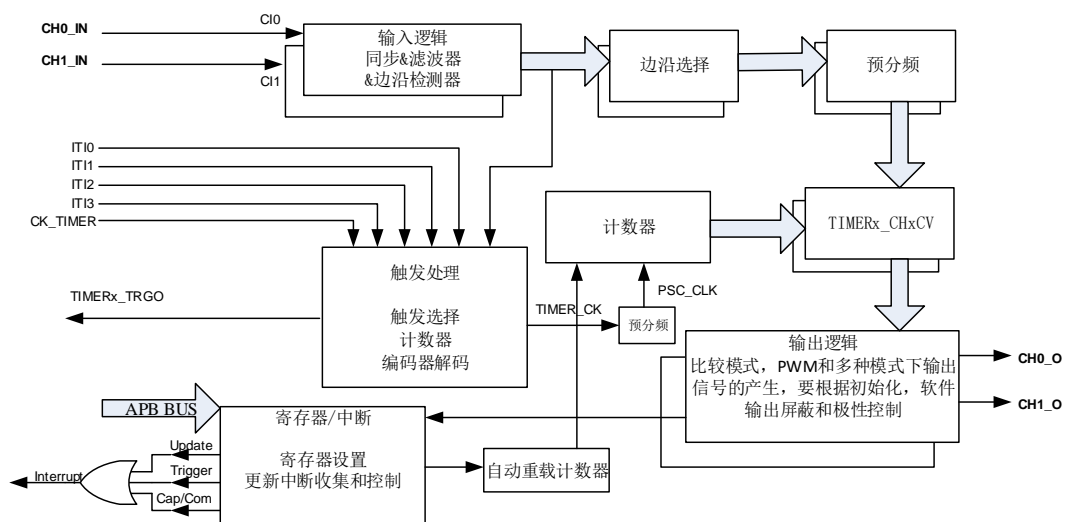 CH0_IN
CI0
CH1_IN
CI1
输入逻辑
同步&滤波器
&边沿检测器
边沿选择
预分频
ITI0
ITI1
ITI2
ITI3
CK_TIMER
计数器
TIMERx_CHxCV
触发处理
触发选择
计数器
编码器解码
TIMERx_TRGO
TIMER_CK
PSC_CLK
预分频
输出逻辑
比较模式，PWM和多种模式下输出
信号的产生，要根据初始化，软件
输出屏蔽和极性控制
CH0_O
CH1_O
APB BUS
寄存器/中断
寄存器设置
更新中断收集和控制
自动重载计数器
Update
Trigger
Cap/Com
Interrupt